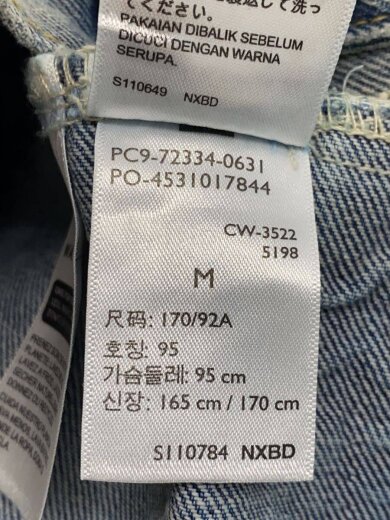 てください。
PAKAIAN DIBALIK SEBELUM
DICUCI DENGAN WARNA
SERUPA.
S110649 NXBD
PC9-72334-0631
PO-4531017844
CW-3522
5198
M
尺码: 170/92A
호칭: 95
가슴둘레: 95 cm
신장: 165 cm / 170 cm
S110784 NXBD